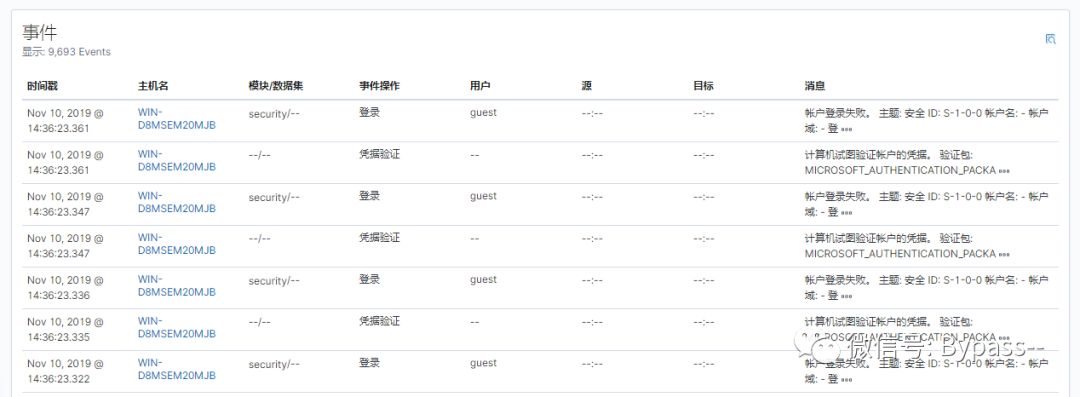 事件
显示: 9,693 Events
时间戳 主机名 模块/数据集 事件操作 用户 源 目标 消息
Nov 10, 2019 @ WIN- security/-- 登录 guest --:-- --:-- 帐户登录失败。 主题: 安全 ID: S-1-0-0 帐户名: - 帐户
14:36:23.361 D8MSEM20MJB 域: - 登
Nov 10, 2019 @ WIN- --/-- 凭据验证 -- --:-- --:-- 计算机试图验证帐户的凭据。 验证包:
14:36:23.361 D8MSEM20MJB MICROSOFT_AUTHENTICATION_PACKA
Nov 10, 2019 @ WIN- security/-- 登录 guest --:-- --:-- 帐户登录失败。 主题: 安全 ID: S-1-0-0 帐户名: - 帐户
14:36:23.347 D8MSEM20MJB 域: - 登
Nov 10, 2019 @ WIN- --/-- 凭据验证 -- --:-- --:-- 计算机试图验证帐户的凭据。 验证包:
14:36:23.347 D8MSEM20MJB MICROSOFT_AUTHENTICATION_PACKA
Nov 10, 2019 @ WIN- security/-- 登录 guest --:-- --:-- 帐户登录失败。 主题: 安全 ID: S-1-0-0 帐户名: - 帐户
14:36:23.336 D8MSEM20MJB 域: - 登
Nov 10, 2019 @ WIN- --/-- 凭据验证 -- --:-- --:-- 计算机试图验证帐户的凭据。 验证包:
14:36:23.335 D8MSEM20MJB CATION_PACKA
微信号: Bypass--
Nov 10, 2019 @ WIN- security/-- 登录 guest --:-- --:-- 帐户登录失败。 主题: 安全 ID: S-1-0-0 帐户名: - 帐户
14:36:23.322 D8MSEM20MJB 域: - 登